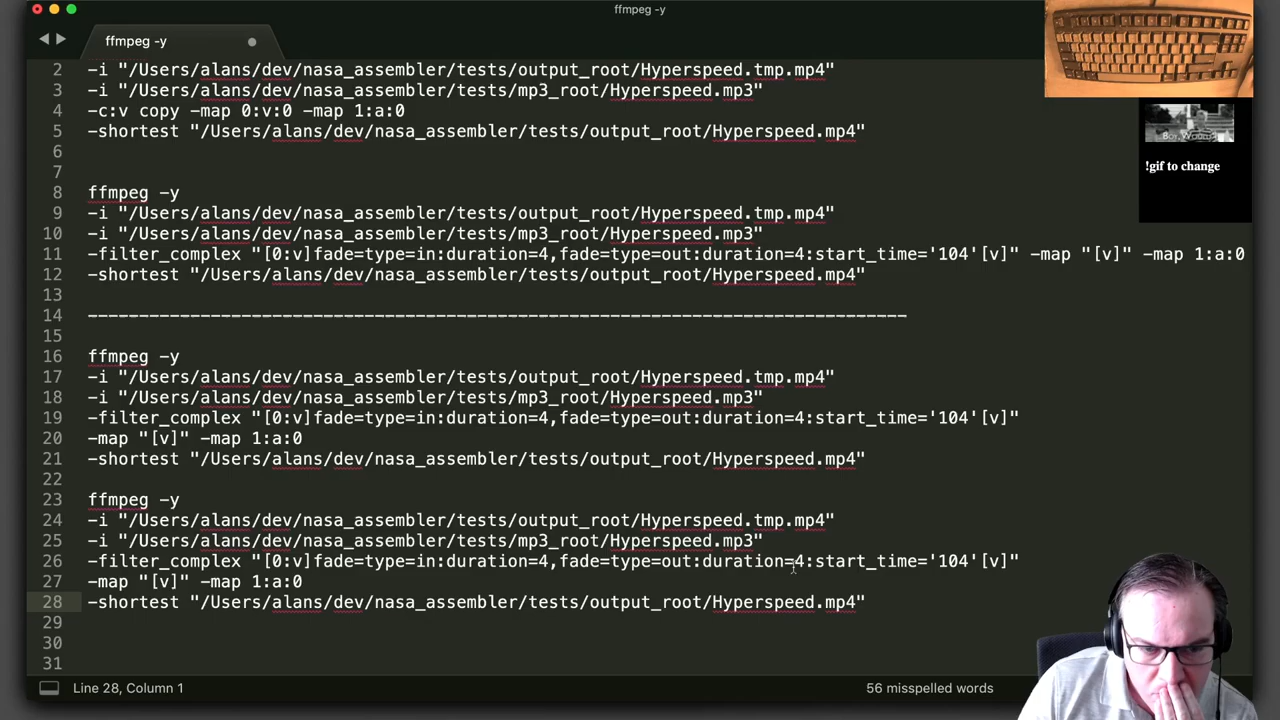 ffmpeg -y
ffmpeg -y
2 -i "/Users/alans/dev/nasa_assembler/tests/output_root/Hyperspeed.tmp.mp4"
3 -i "/Users/alans/dev/nasa_assembler/tests/mp3_root/Hyperspeed.mp3"
4 -c:v copy -map 0:v:0 -map 1:a:0
5 -shortest "/Users/alans/dev/nasa_assembler/tests/output_root/Hyperspeed.mp4"
6
7
8 ffmpeg -y
9 -i "/Users/alans/dev/nasa_assembler/tests/output_root/Hyperspeed.tmp.mp4"
10 -i "/Users/alans/dev/nasa_assembler/tests/mp3_root/Hyperspeed.mp3"
11 -filter_complex "[0:v]fade=type=in:duration=4,fade=type=out:duration=4:start_time='104'[v]" -map "[v]" -map 1:a:0
12 -shortest "/Users/alans/dev/nasa_assembler/tests/output_root/Hyperspeed.mp4"
13
14 --------------------------------------------------------------------------------
15
16 ffmpeg -y
17 -i "/Users/alans/dev/nasa_assembler/tests/output_root/Hyperspeed.tmp.mp4"
18 -i "/Users/alans/dev/nasa_assembler/tests/mp3_root/Hyperspeed.mp3"
19 -filter_complex "[0:v]fade=type=in:duration=4,fade=type=out:duration=4:start_time='104'[v]"
20 -map "[v]" -map 1:a:0
21 -shortest "/Users/alans/dev/nasa_assembler/tests/output_root/Hyperspeed.mp4"
22
23 ffmpeg -y
24 -i "/Users/alans/dev/nasa_assembler/tests/output_root/Hyperspeed.tmp.mp4"
25 -i "/Users/alans/dev/nasa_assembler/tests/mp3_root/Hyperspeed.mp3"
26 -filter_complex "[0:v]fade=type=in:duration=4,fade=type=out:duration=4:start_time='104'[v]"
27 -map "[v]" -map 1:a:0
28 -shortest "/Users/alans/dev/nasa_assembler/tests/output_root/Hyperspeed.mp4"
29
30
31
!gif to change
Line 28, Column 1
56 misspelled words